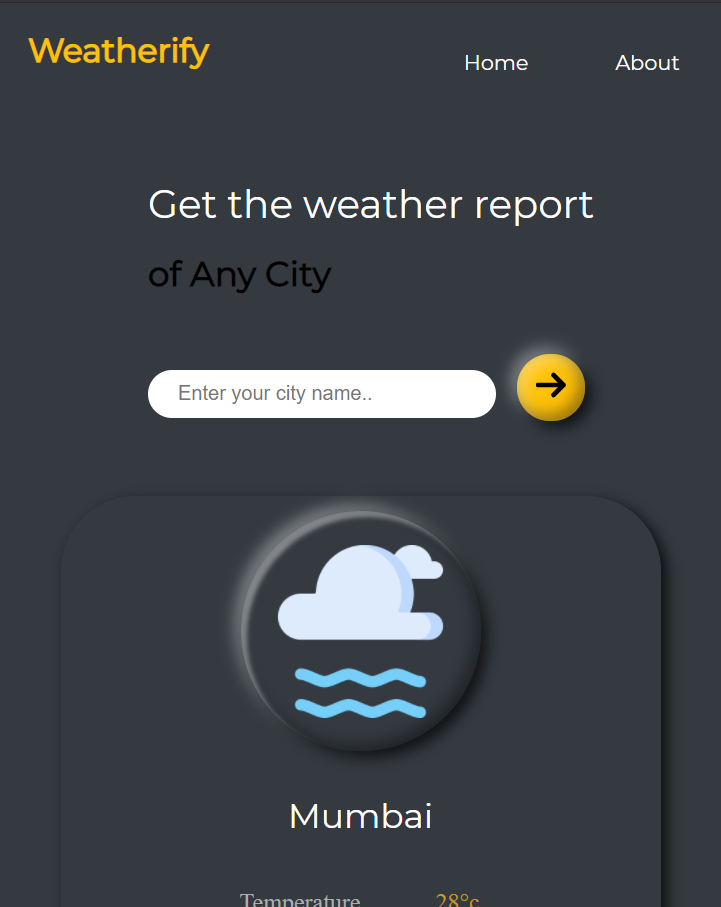 Weatherify
Home About
Get the weather report
of Any City
Enter your city name..
Mumbai
Temperature 28°c